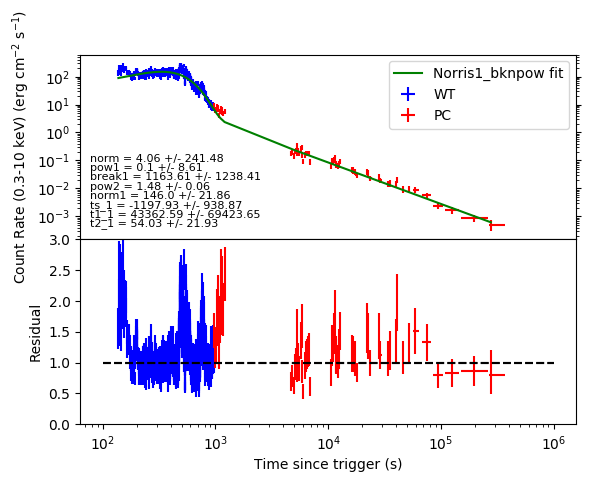 Count Rate (0.3-10 keV) (erg cm⁻² s⁻¹)
10²
10¹
10⁰
10⁻¹
10⁻²
10⁻³
Norris1_bknpow fit
WT
PC
norm = 4.06 +/- 241.48
pow1 = 0.1 +/- 8.61
break1 = 1163.61 +/- 1238.41
pow2 = 1.48 +/- 0.06
norm1 = 146.0 +/- 21.86
ts_1 = -1197.93 +/- 938.87
t1_1 = 43362.59 +/- 69423.65
t2_1 = 54.03 +/- 21.93
Residual
3.0
2.5
2.0
1.5
1.0
0.5
0.0
10² 10³ 10⁴ 10⁵ 10⁶
Time since trigger (s)